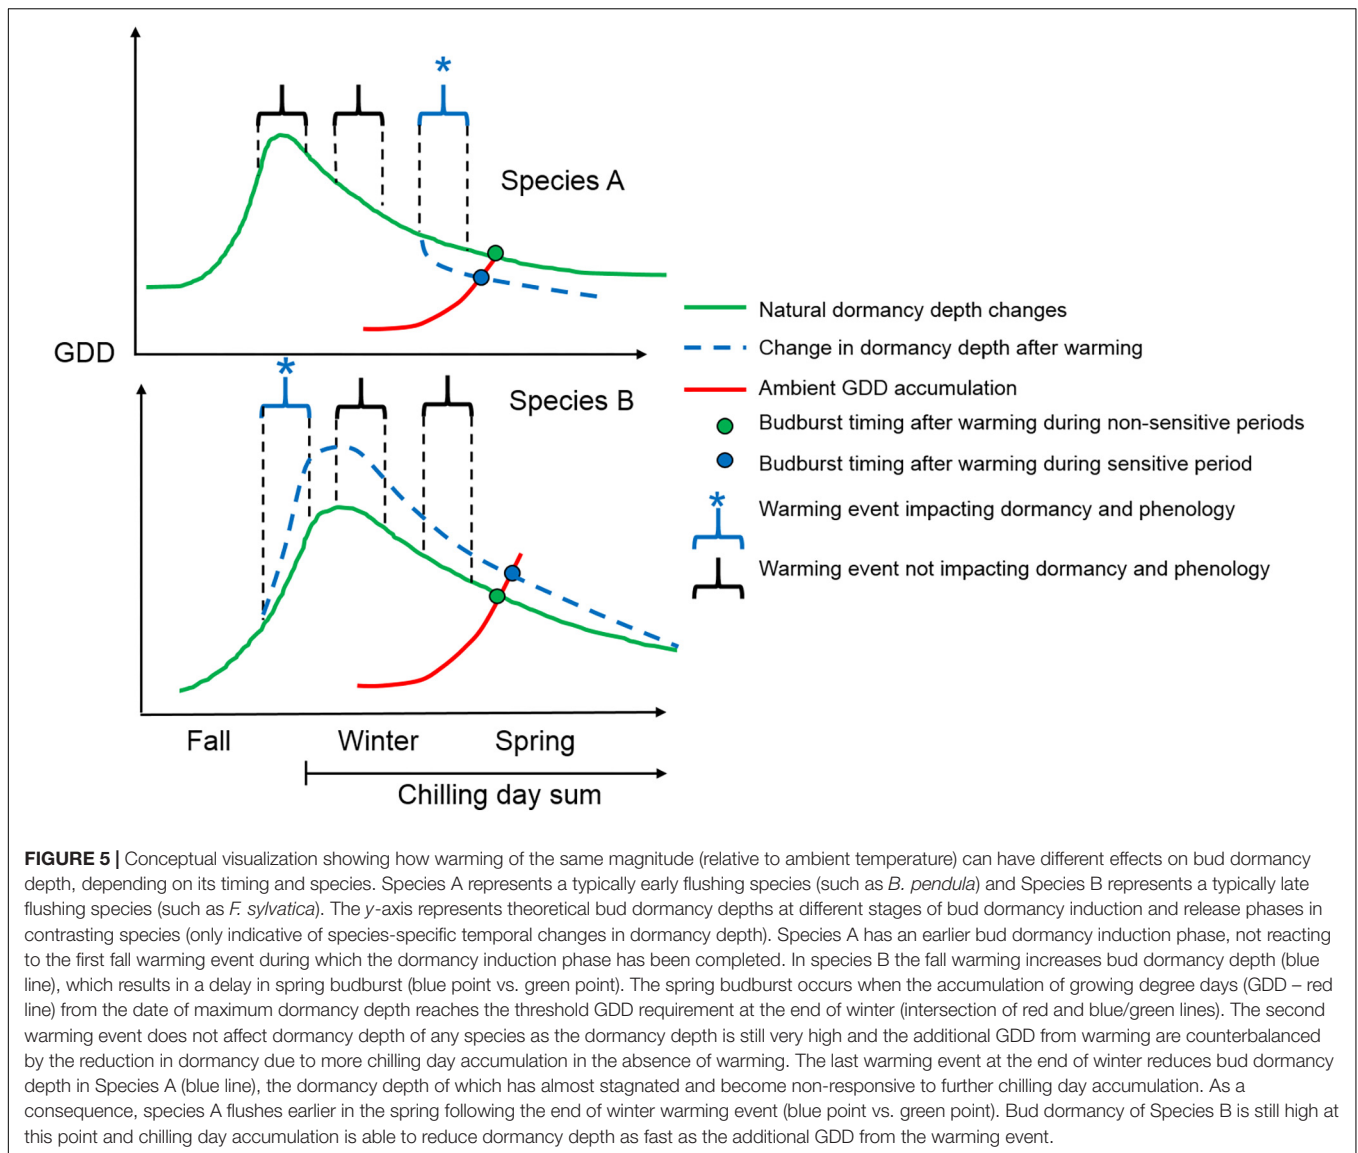 *
Species A
GDD
Natural dormancy depth changes
Change in dormancy depth after warming
Ambient GDD accumulation
Budburst timing after warming during non-sensitive periods
Budburst timing after warming during sensitive period
*
Warming event impacting dormancy and phenology
Warming event not impacting dormancy and phenology
*
Species B
Fall
Winter
Spring
Chilling day sum
FIGURE 5 | Conceptual visualization showing how warming of the same magnitude (relative to ambient temperature) can have different effects on bud dormancy
depth, depending on its timing and species. Species A represents a typically early flushing species (such as B. pendula) and Species B represents a typically late
flushing species (such as F. sylvatica). The y-axis represents theoretical bud dormancy depths at different stages of bud dormancy induction and release phases in
contrasting species (only indicative of species-specific temporal changes in dormancy depth). Species A has an earlier bud dormancy induction phase, not reacting
to the first fall warming event during which the dormancy induction phase has been completed. In species B the fall warming increases bud dormancy depth (blue
line), which results in a delay in spring budburst (blue point vs. green point). The spring budburst occurs when the accumulation of growing degree days (GDD – red
line) from the date of maximum dormancy depth reaches the threshold GDD requirement at the end of winter (intersection of red and blue/green lines). The second
warming event does not affect dormancy depth of any species as the dormancy depth is still very high and the additional GDD from warming are counterbalanced
by the reduction in dormancy due to more chilling day accumulation in the absence of warming. The last warming event at the end of winter reduces bud dormancy
depth in Species A (blue line), the dormancy depth of which has almost stagnated and become non-responsive to further chilling day accumulation. As a
consequence, species A flushes earlier in the spring following the end of winter warming event (blue point vs. green point). Bud dormancy of Species B is still high at
this point and chilling day accumulation is able to reduce dormancy depth as fast as the additional GDD from the warming event.